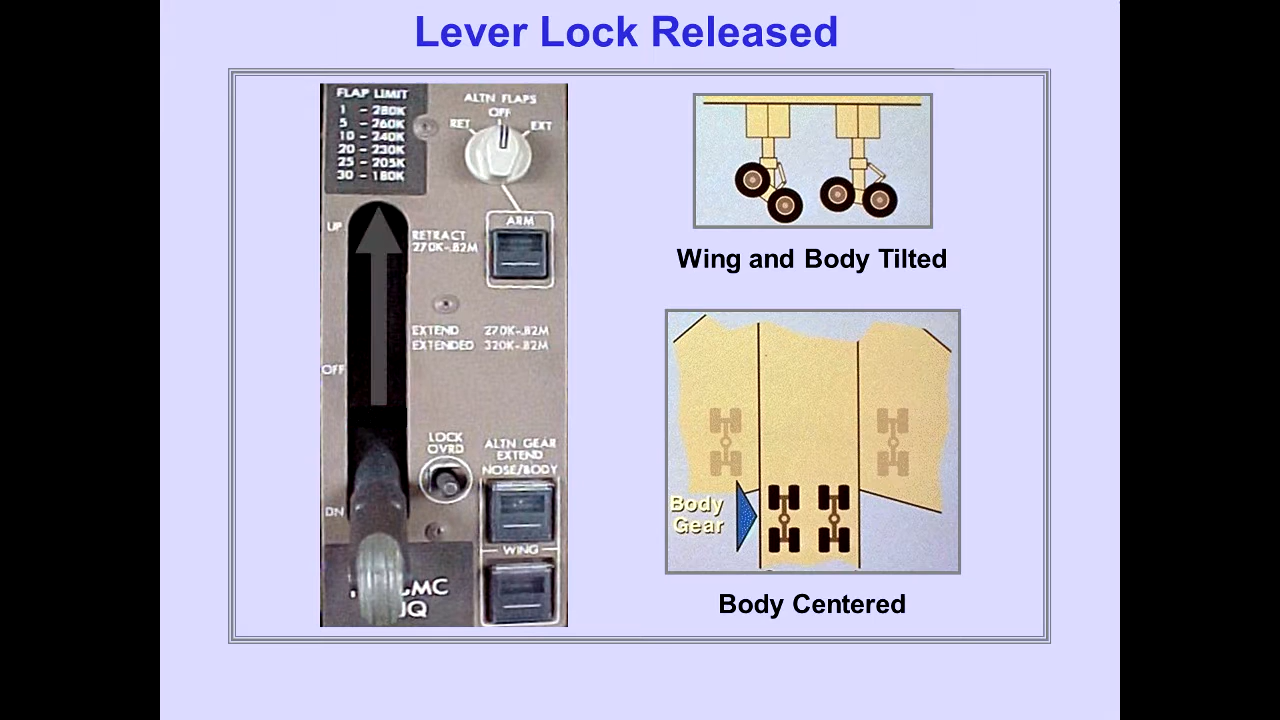 Lever Lock Released
FLAP LIMIT
1 - 280K
5 - 260K
10 - 240K
20 - 230K
25 - 205K
30 - 180K
ALTN FLAPS
OFF
RET
EXT
ARM
UP
RETRACT
270K-.82M
EXTEND 270K-.82M
EXTENDED 320K-.82M
OFF
LOCK
OVRD
ALTN GEAR
EXTEND
NOSE/BODY
DN
WING
Wing and Body Tilted
Body
Gear
Body Centered